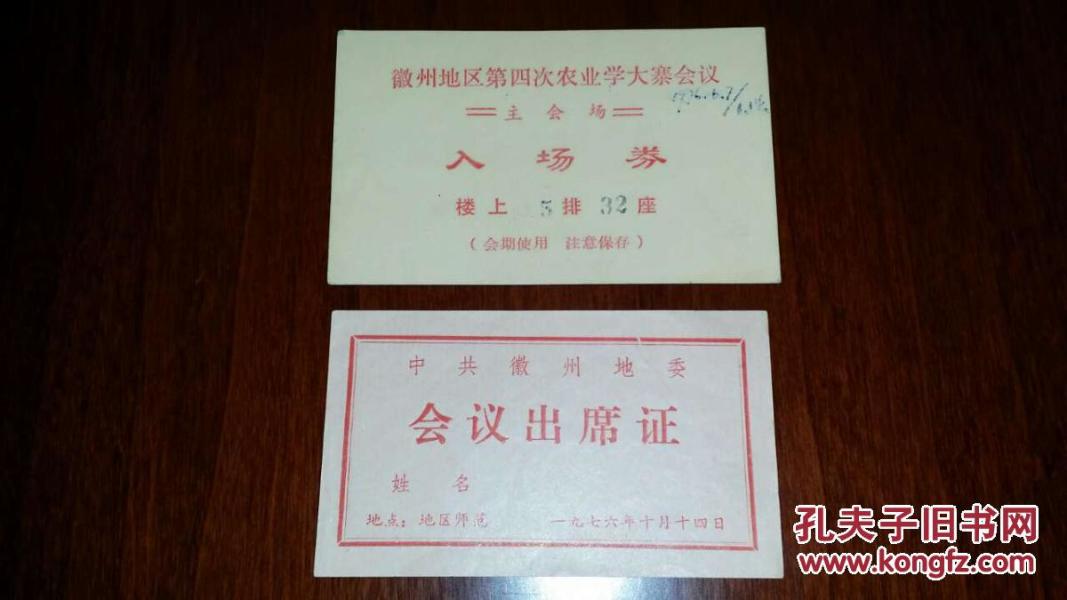 徽州地区第四次农业学大寨会议
主会场
入场券
楼上 5排 32座
（会期使用 注意保存）
中共徽州地委
会议出席证
姓名
地点：地区师范 一九七六年十月十四日
孔夫子旧书网
www.kongfz.com